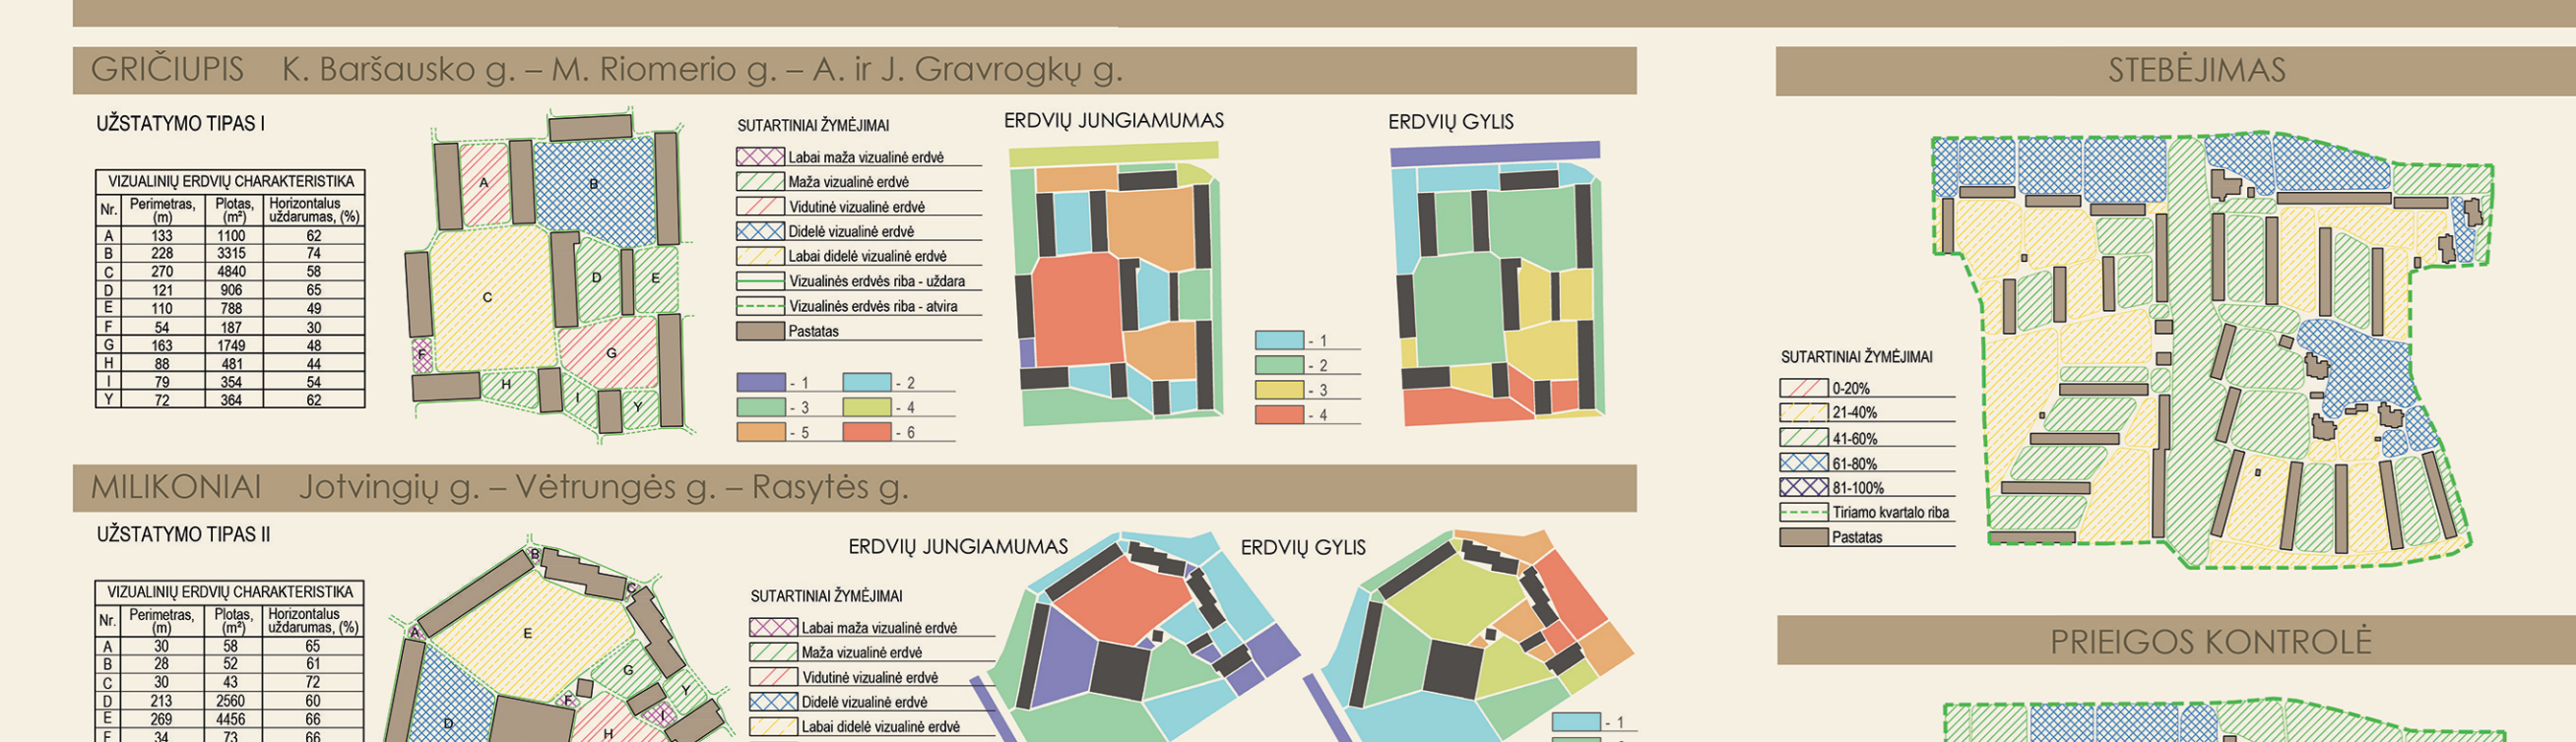 GRIČIUPIS K. Baršausko g. – M. Riomerio g. – A. ir J. Gravrogkų g.
UŽSTATYMO TIPAS I
VIZUALINIŲ ERDVIŲ CHARAKTERISTIKA
Nr. Perimetras, (m) Plotas, (m²) Horizontalus uždarumas, (%)
A 133 1100 62
B 228 3315 74
C 270 4840 58
D 121 906 65
E 110 788 49
F 54 187 30
G 163 1749 48
H 88 481 44
I 79 354 54
Y 72 364 62
A
B
C
D
E
F
G
H
I
Y
SUTARTINIAI ŽYMĖJIMAI
Labai maža vizualinė erdvė
Maža vizualinė erdvė
Vidutinė vizualinė erdvė
Didelė vizualinė erdvė
Labai didelė vizualinė erdvė
Vizualinės erdvės riba - uždara
Vizualinės erdvės riba - atvira
Pastatas
- 1 - 2
- 3 - 4
- 5 - 6
ERDVIŲ JUNGIAMUMAS
- 1
- 2
- 3
- 4
ERDVIŲ GYLIS
MILIKONIAI Jotvingių g. – Vėtrungės g. – Rasytės g.
UŽSTATYMO TIPAS II
VIZUALINIŲ ERDVIŲ CHARAKTERISTIKA
Nr. Perimetras, (m) Plotas, (m²) Horizontalus uždarumas, (%)
A 30 58 65
B 28 52 61
C 30 43 72
D 213 2560 60
E 269 4456 66
F 34 73 66
B
C
A
E
G
Y
F
I
D
H
SUTARTINIAI ŽYMĖJIMAI
Labai maža vizualinė erdvė
Maža vizualinė erdvė
Vidutinė vizualinė erdvė
Didelė vizualinė erdvė
Labai didelė vizualinė erdvė
ERDVIŲ JUNGIAMUMAS
ERDVIŲ GYLIS
- 1
STEBĖJIMAS
SUTARTINIAI ŽYMĖJIMAI
0-20%
21-40%
41-60%
61-80%
81-100%
Tiriamo kvartalo riba
Pastatas
PRIEIGOS KONTROLĖ